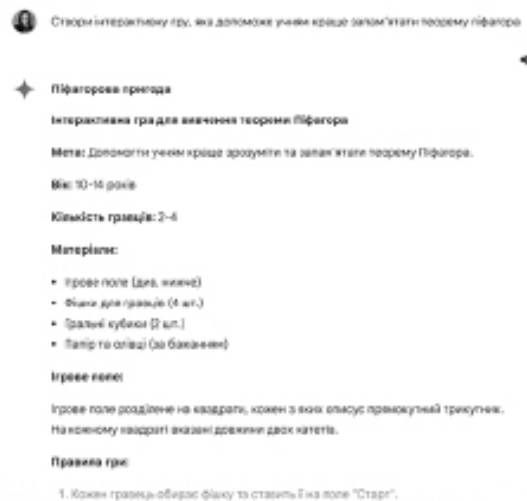 Створи інтерактивну гру, яка допоможе учням краще запам'ятати теорему піфагора
Піфагорова пригода
Інтерактивна гра для вивчення теореми Піфагора
Мета: Допомогти учням краще зрозуміти та запам'ятати теорему Піфагора.
Вік: 10-14 років
Кількість гравців: 2-4
Матеріали:
• Ігрове поле (див. нижче)
• Фішки для гравців (4 шт.)
• Гральні кубики (2 шт.)
• Папір та олівці (за бажанням)
Ігрове поле:
Ігрове поле розділене на квадрати, кожен з яких описує прямокутний трикутник.
На кожному квадраті вказані довжини двох катетів.
Правила гри:
1. Кожен гравець обирає фішку та ставить її на поле "Старт".